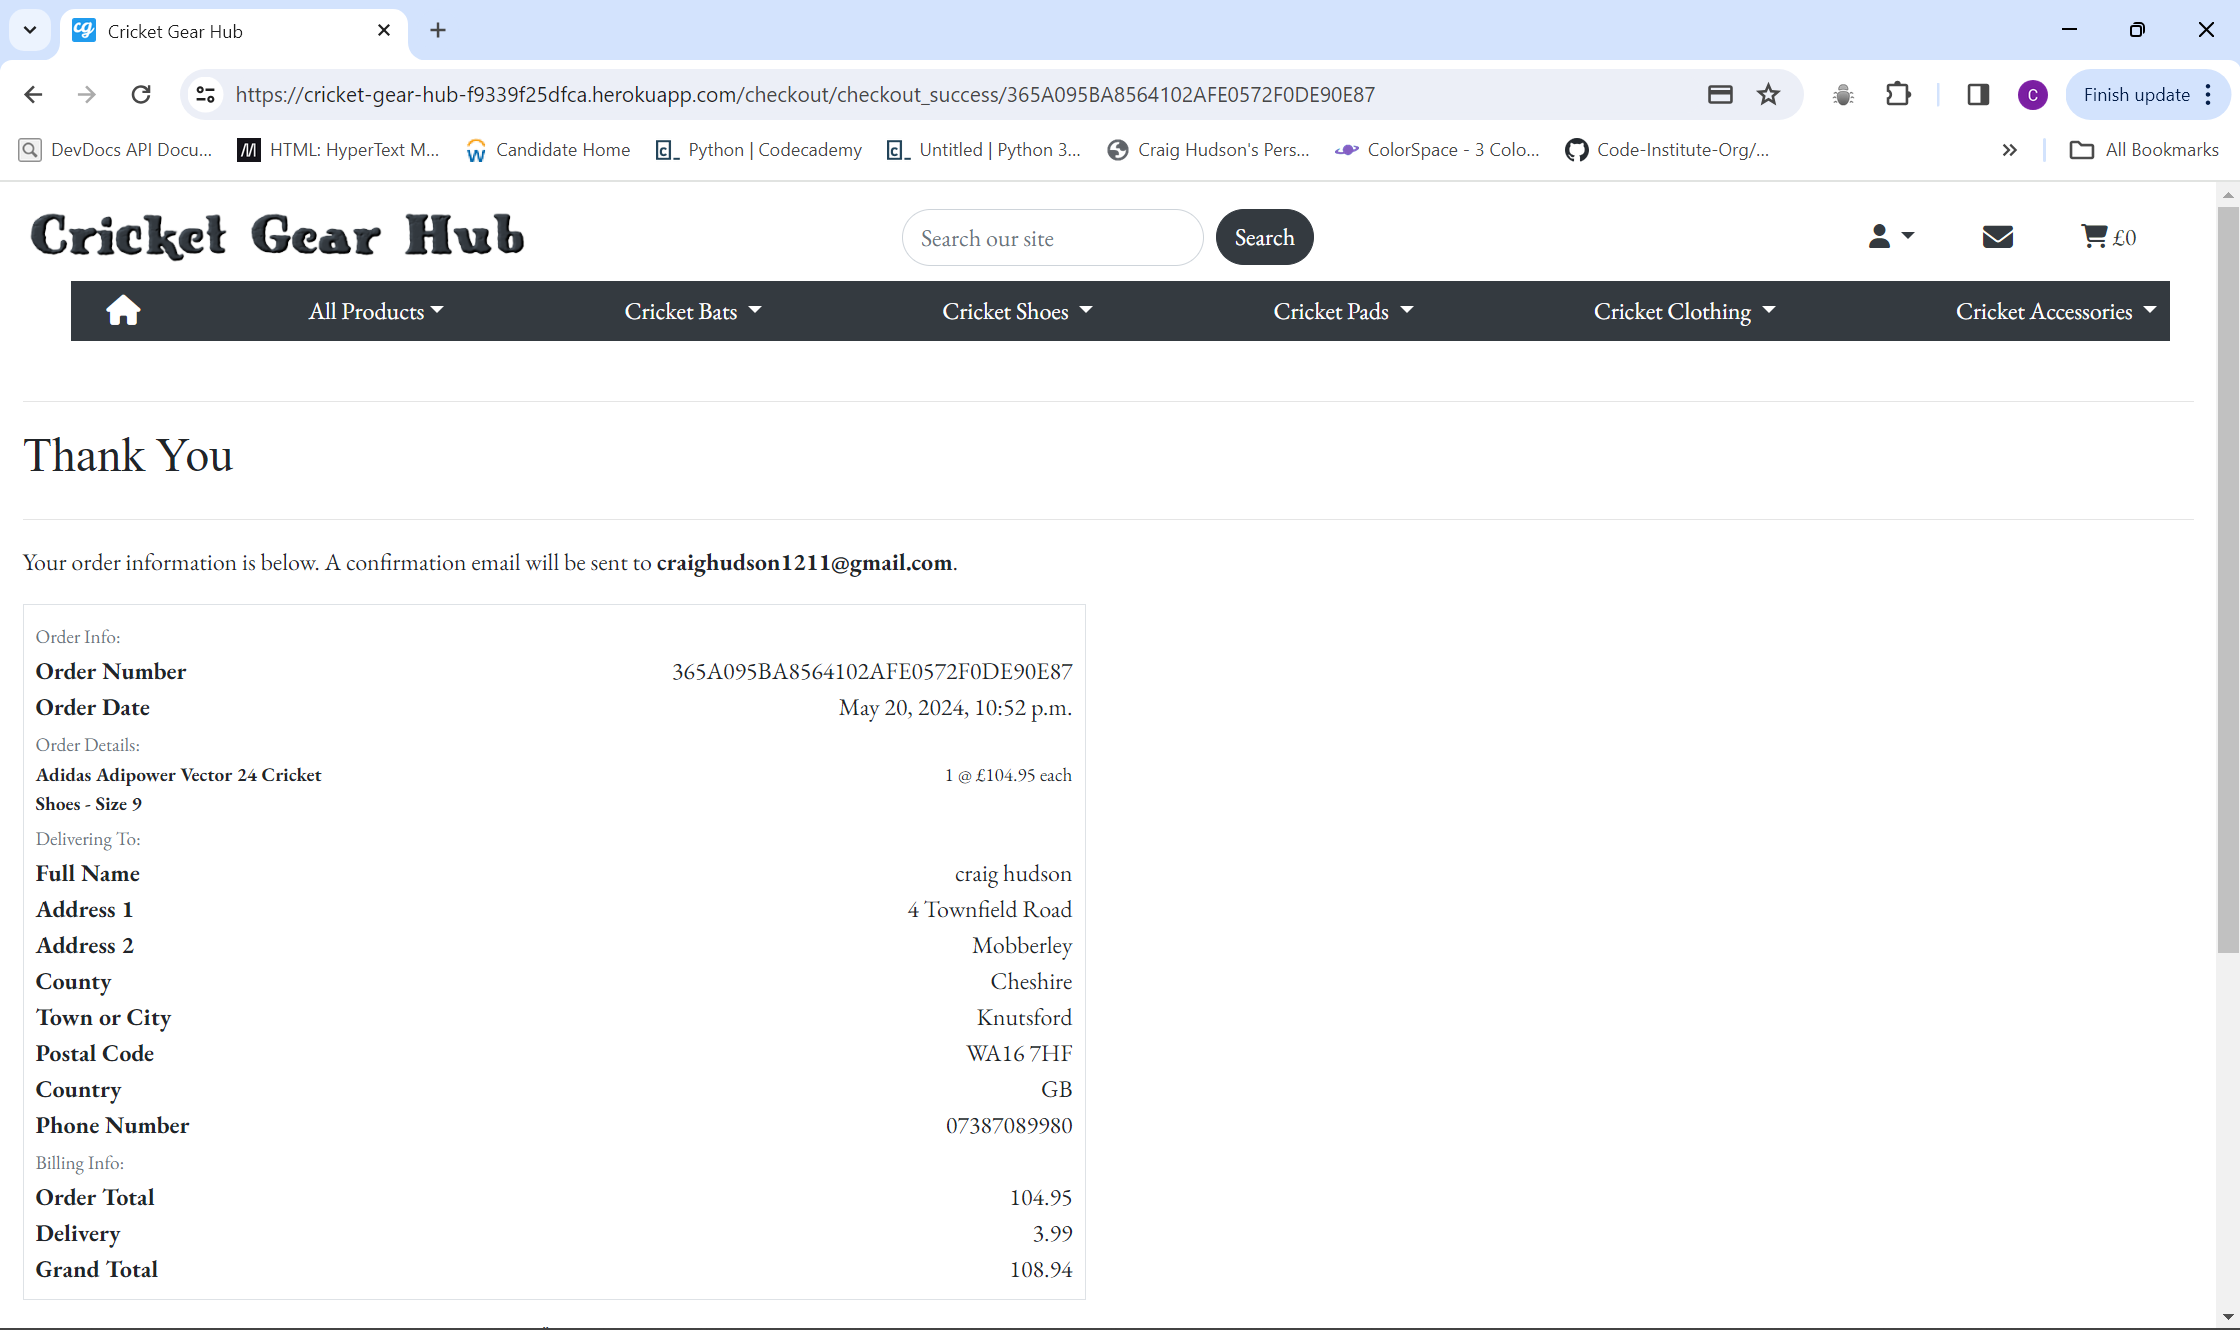 Cricket Gear Hub
https://cricket-gear-hub-f9339f25dfca.herokuapp.com/checkout/checkout_success/365A095BA8564102AFE0572F0DE90E87
C
Finish update
DevDocs API Docu...
HTML: HyperText M...
Candidate Home
Python | Codecademy
Untitled | Python 3...
Craig Hudson's Pers...
ColorSpace - 3 Colo...
Code-Institute-Org/...
All Bookmarks
Cricket Gear Hub
Search our site
Search
£0
All Products
Cricket Bats
Cricket Shoes
Cricket Pads
Cricket Clothing
Cricket Accessories
Thank You
Your order information is below. A confirmation email will be sent to craighudson1211@gmail.com.
Order Info:
Order Number 365A095BA8564102AFE0572F0DE90E87
Order Date May 20, 2024, 10:52 p.m.
Order Details:
Adidas Adipower Vector 24 Cricket 1 @ £104.95 each
Shoes - Size 9
Delivering To:
Full Name craig hudson
Address 1 4 Townfield Road
Address 2 Mobberley
County Cheshire
Town or City Knutsford
Postal Code WA16 7HF
Country GB
Phone Number 07387089980
Billing Info:
Order Total 104.95
Delivery 3.99
Grand Total 108.94